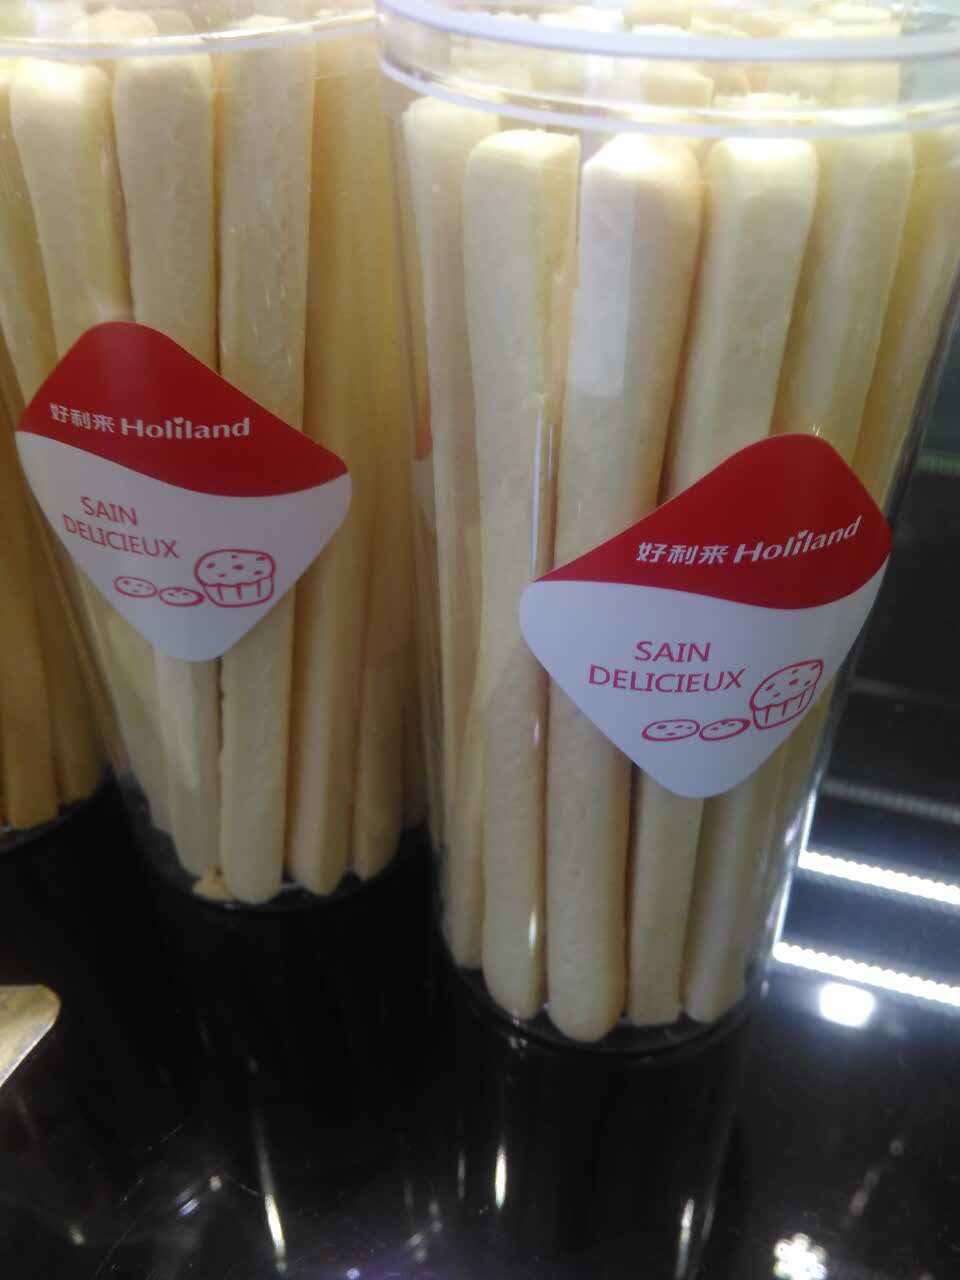 好利来 Holiland
SAIN
DELICIEUX
好利来 Holiland
SAIN
DELICIEUX